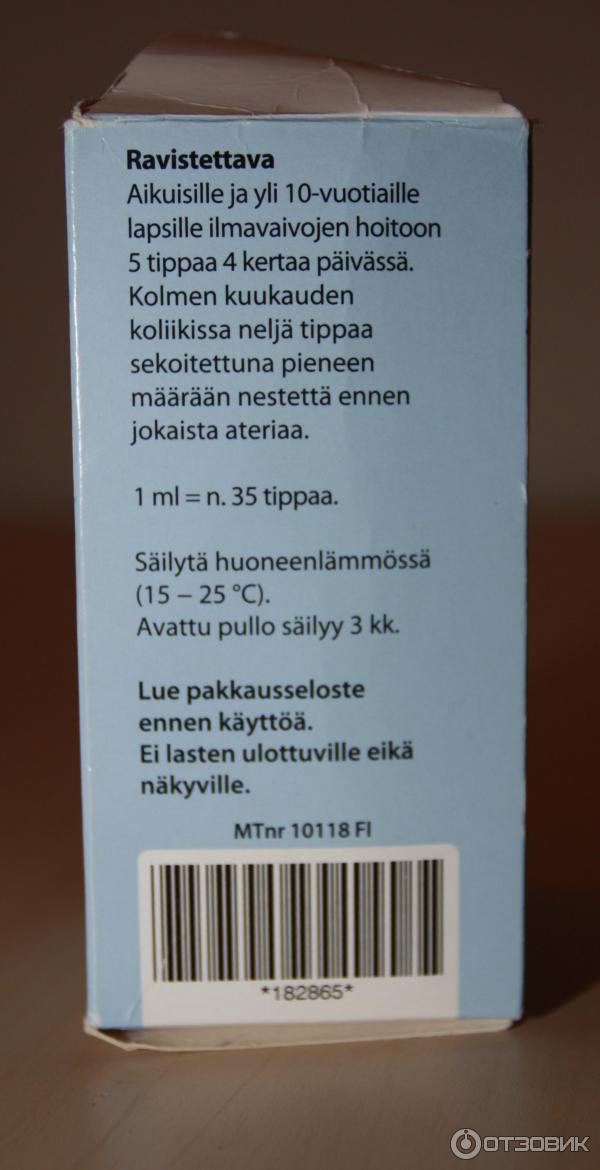 Ravistettava
Aikuisille ja yli 10-vuotiaille
lapsille ilmavaivojen hoitoon
5 tippaa 4 kertaa päivässä.
Kolmen kuukauden
koliikissa neljä tippaa
sekoitettuna pieneen
määrään nestettä ennen
jokaista ateriaa.
1 ml = n. 35 tippaa.
Säilytä huoneenlämmössä
(15 – 25 °C).
Avattu pullo säilyy 3 kk.
Lue pakkausseloste
ennen käyttöä.
Ei lasten ulottuville eikä
näkyville.
MTnr 10118 FI
*182865*
ОТЗОВИК